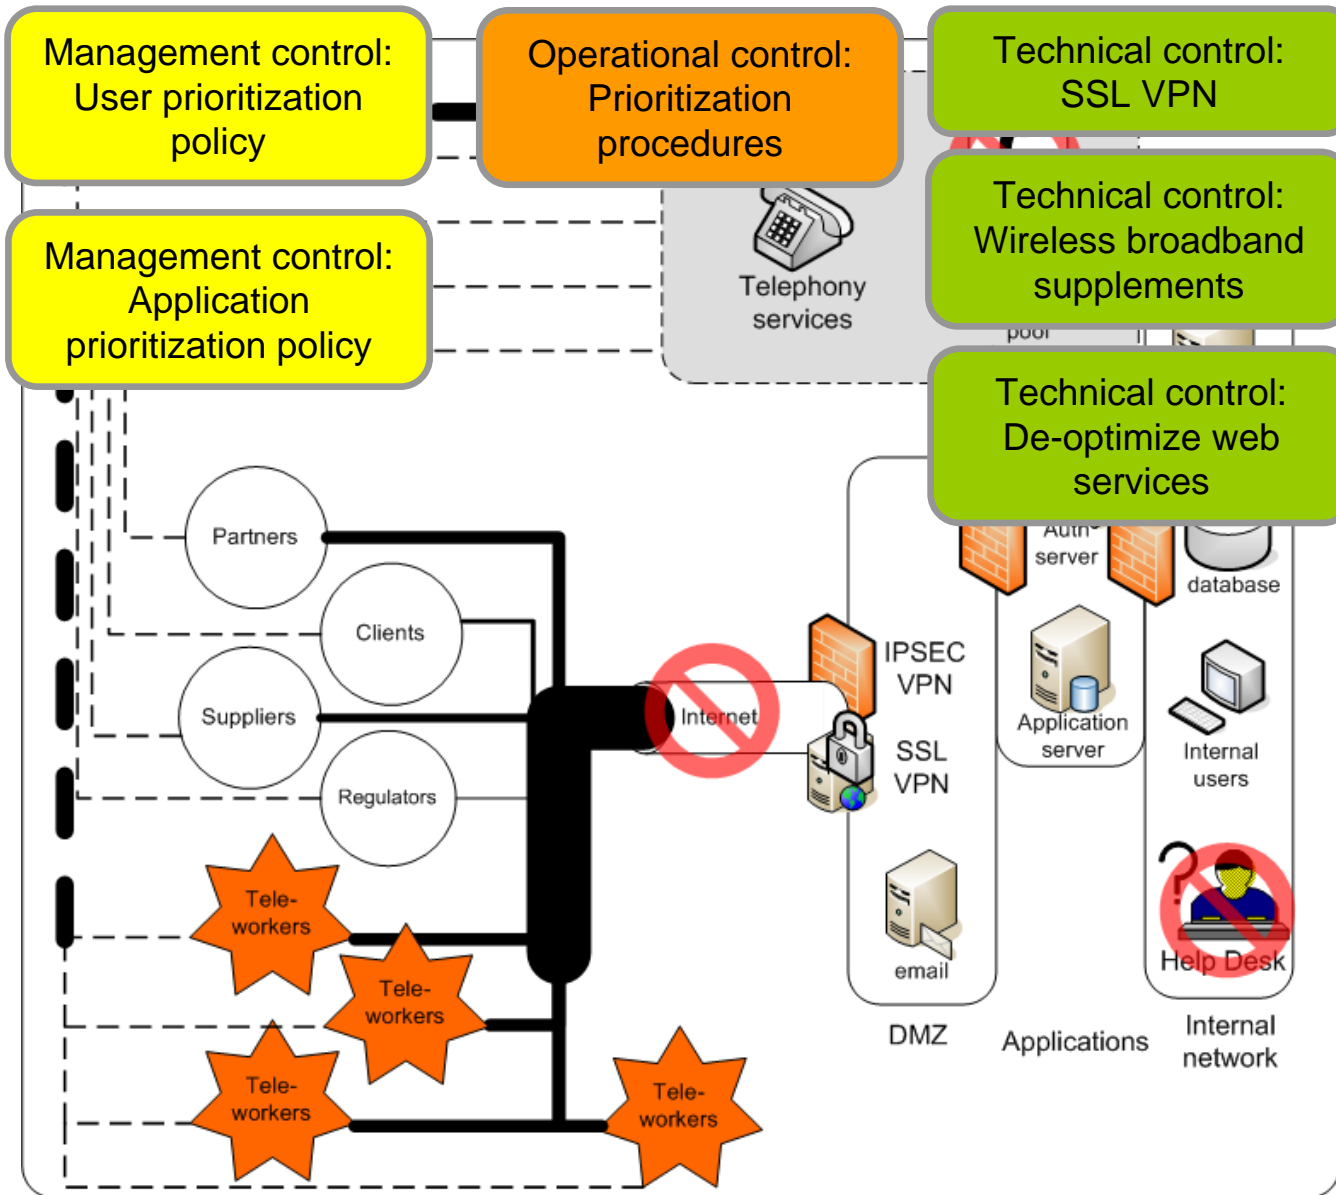 Management control:
User prioritization
policy
Operational control:
Prioritization
procedures
Technical control:
SSL VPN
Technical control:
Wireless broadband
supplements
Management control:
Application
prioritization policy
Telephony
services
pool
Technical control:
De-optimize web
services
Partners
Clients
Suppliers
Regulators
Internet
IPSEC
VPN
SSL
VPN
Auth
server
database
Application
server
Internal
users
?
Help Desk
email
Tele-
workers
Tele-
workers
Tele-
workers
Tele-
workers
DMZ
Applications
Internal
network